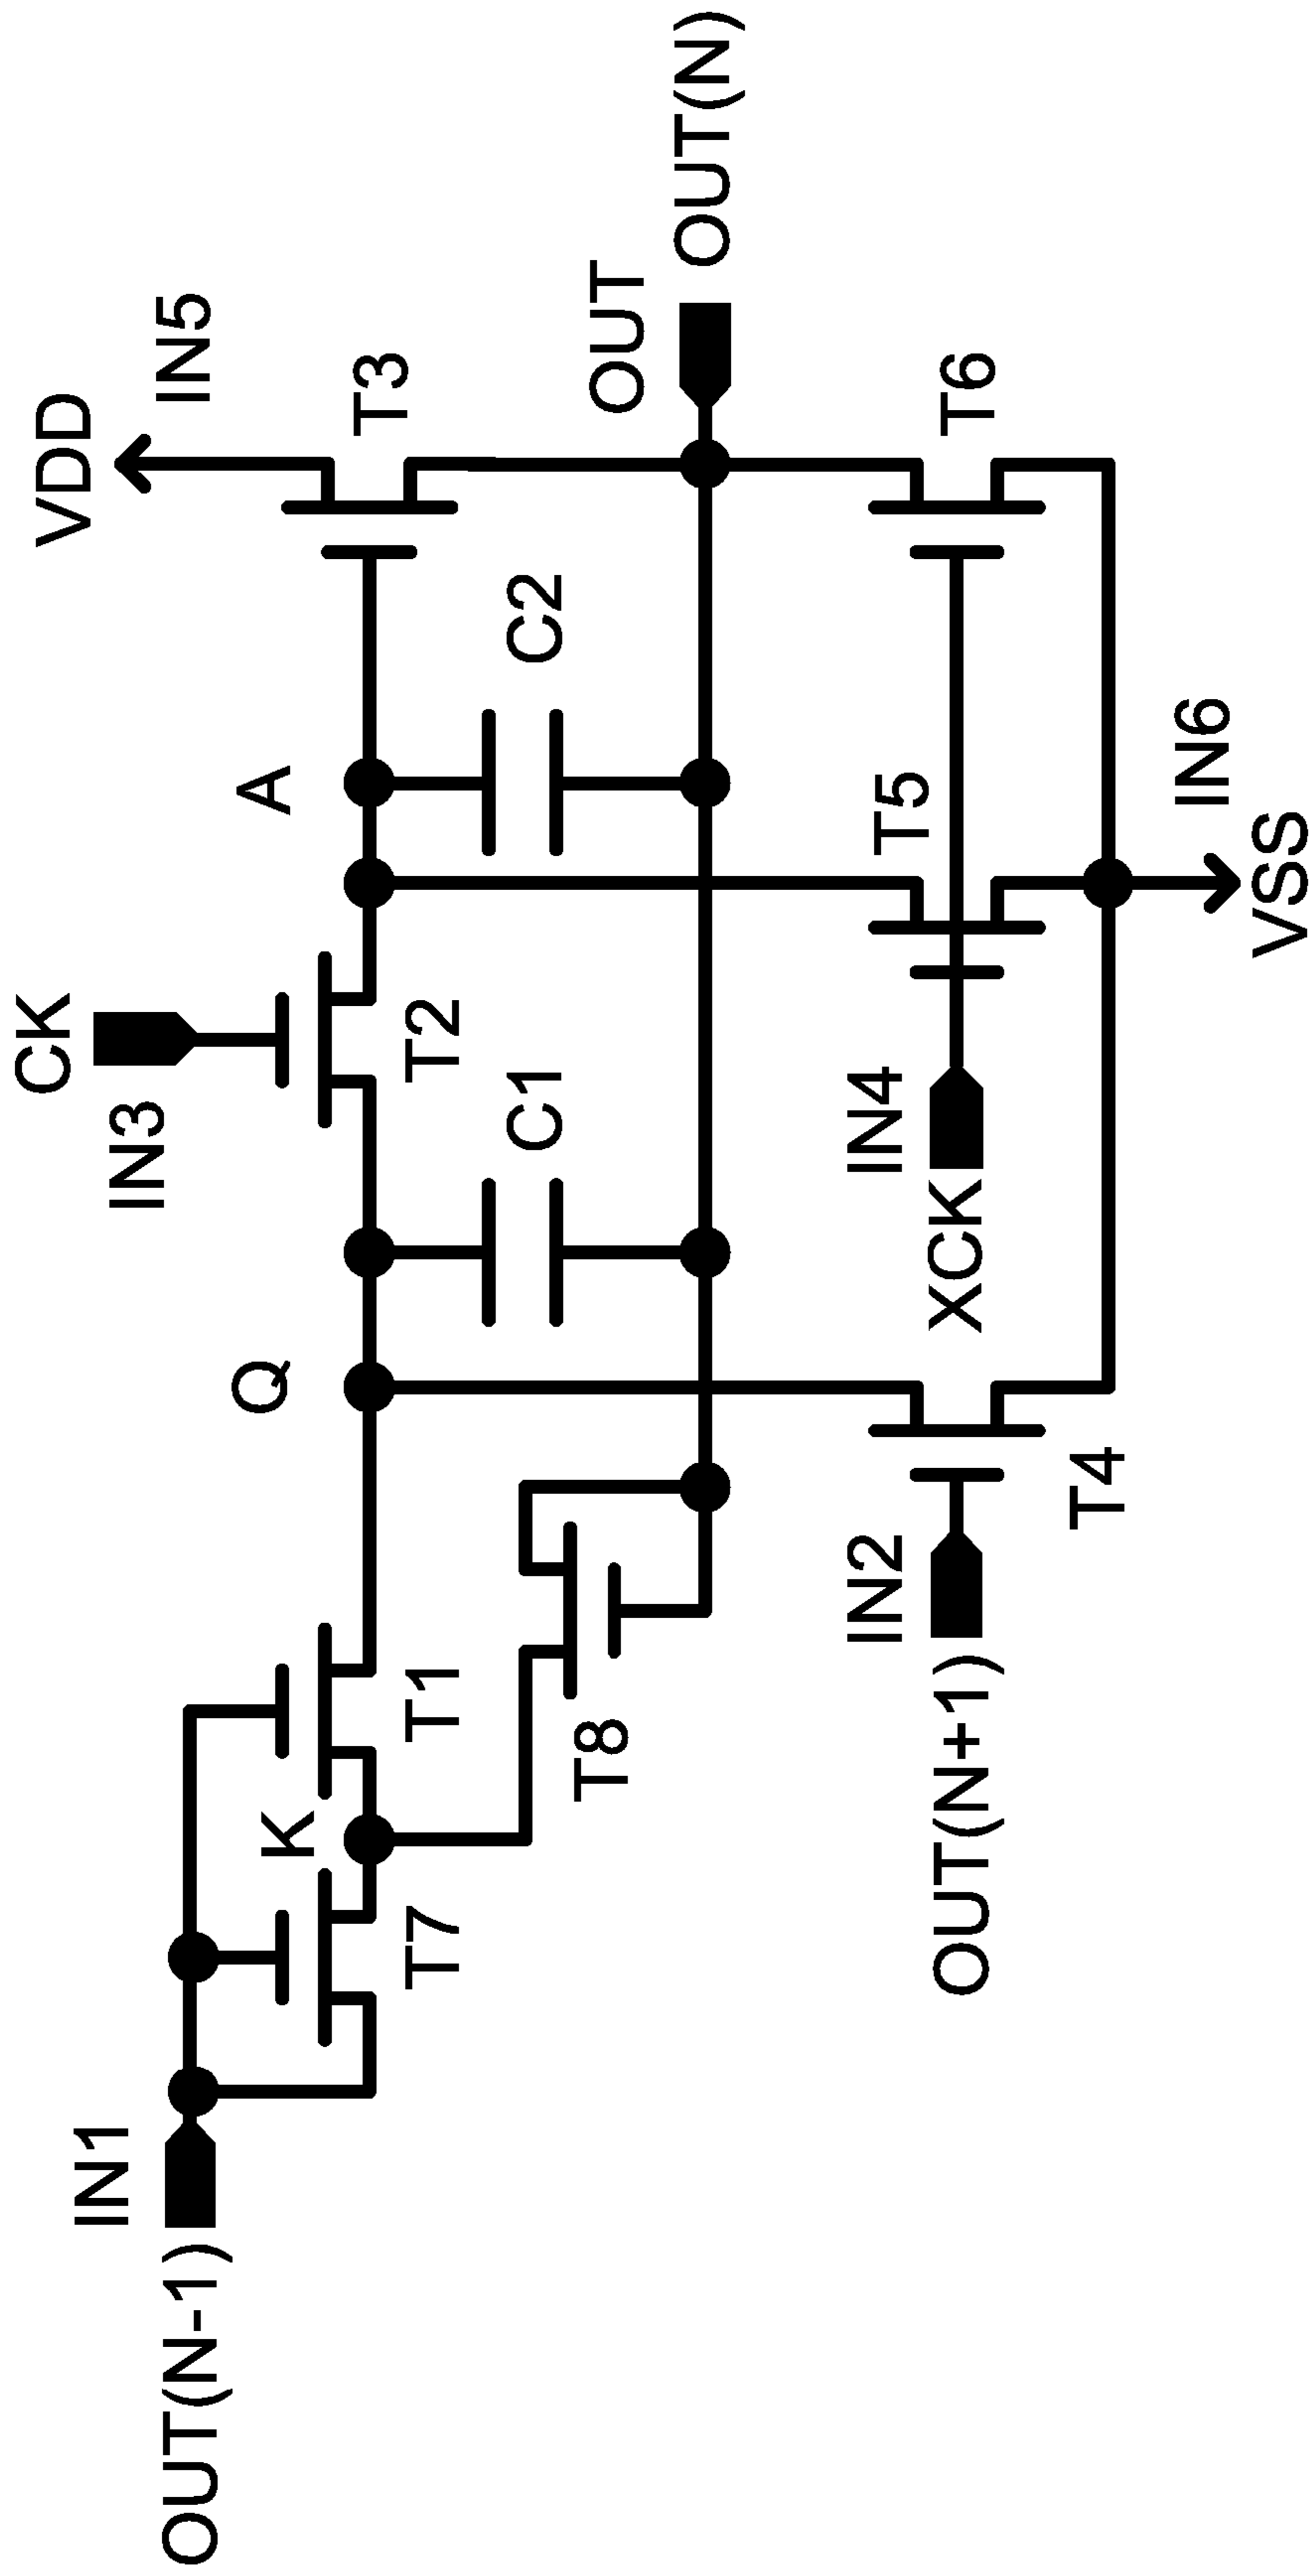 VDD
IN5
CK
IN3
T3
A
T2
Q
C2
C1
OUT
OUT(N)
IN1
OUT(N-1)
K
T1
T7
T8
T5
T6
IN4
XCK
IN2
OUT(N+1)
T4
IN6
VSS